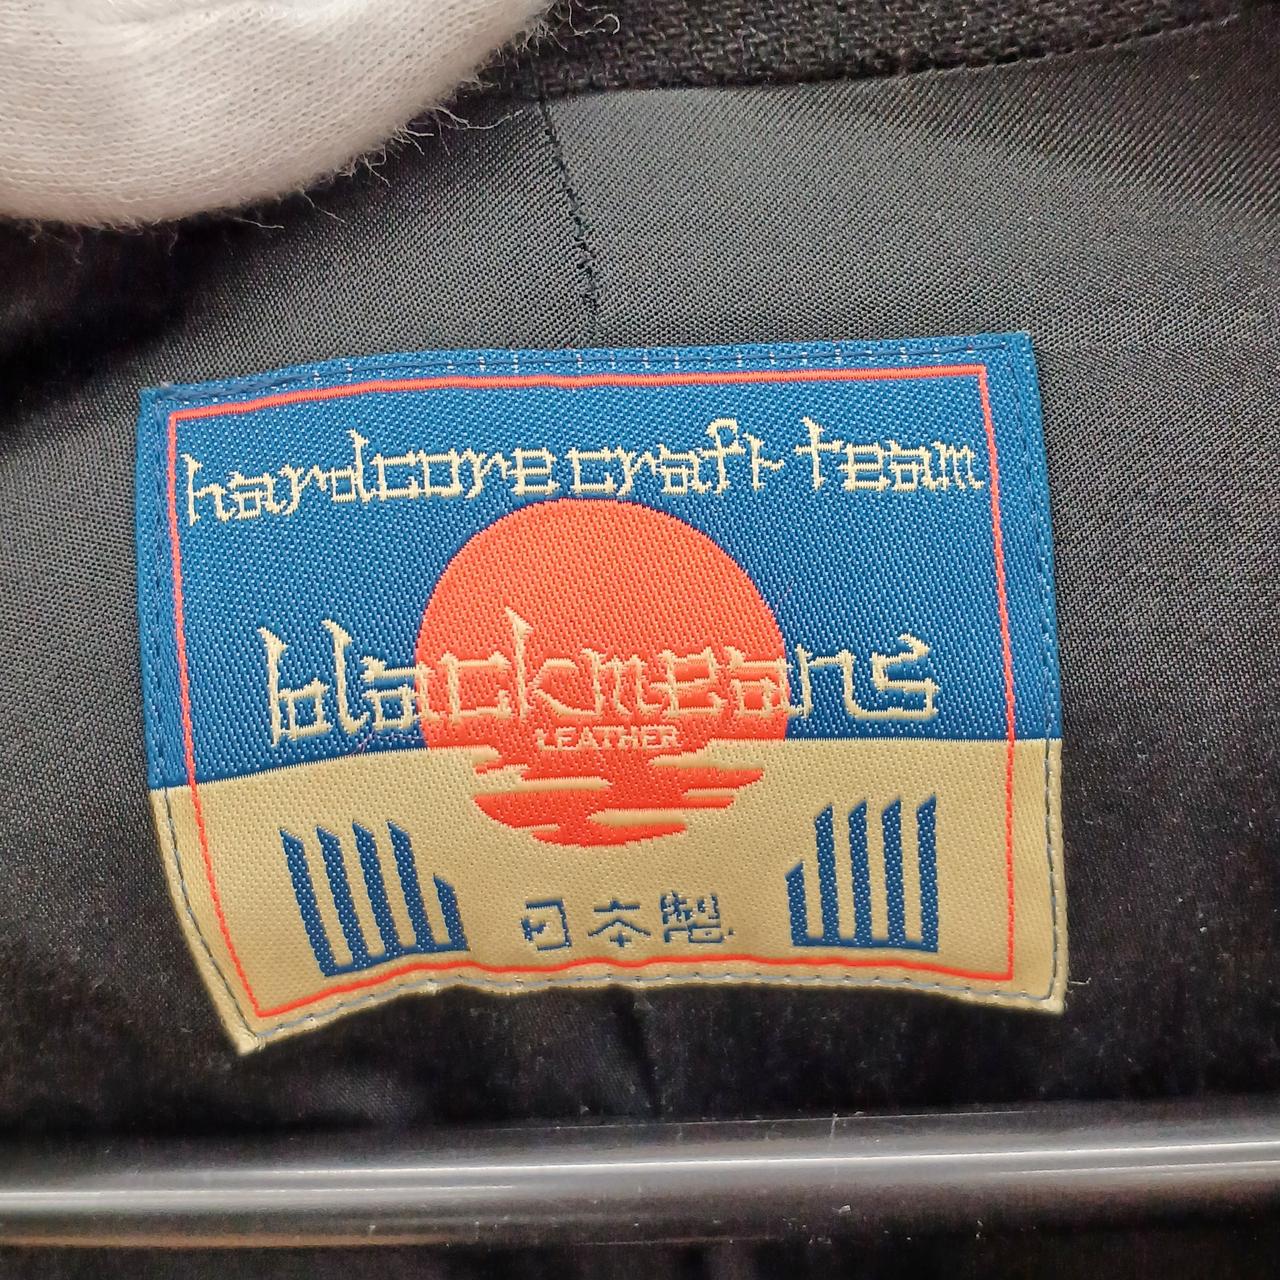 hardcore craft team
blackmeans
LEATHER
日本製